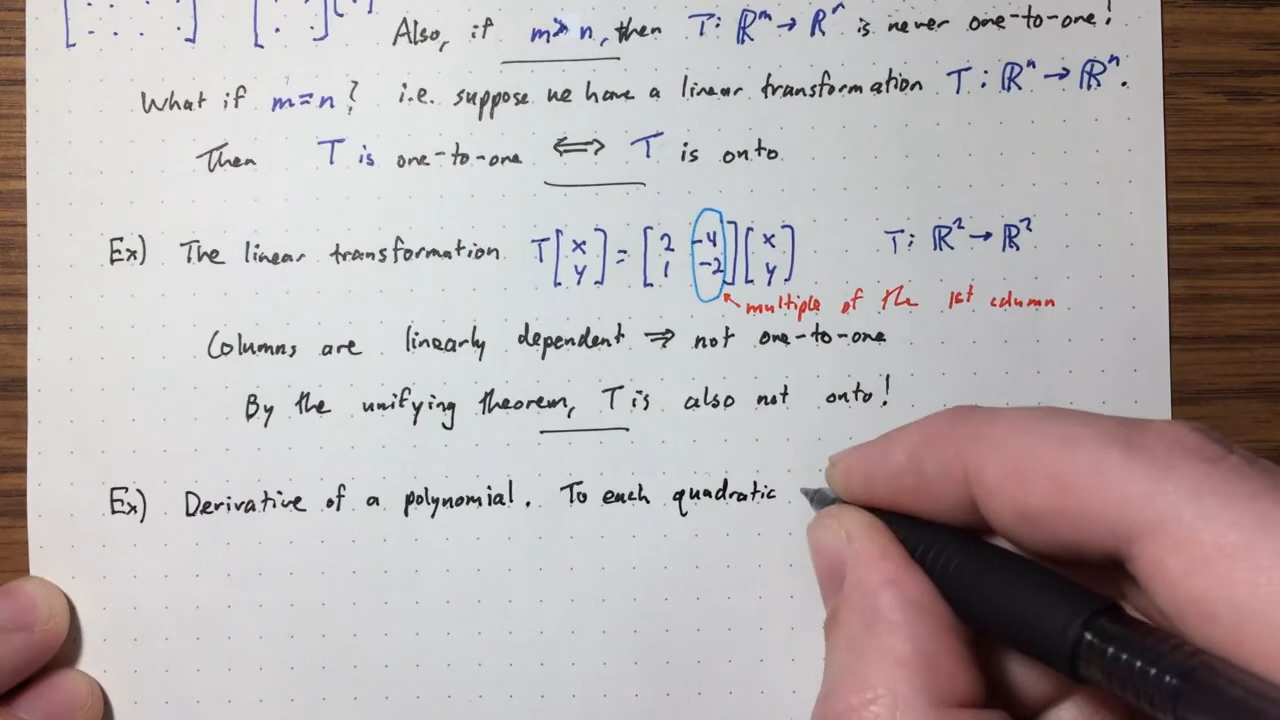 Also, if m > n, then T: ℝᵐ → ℝⁿ is never one-to-one!
What if m = n? i.e. suppose we have a linear transformation T: ℝⁿ → ℝⁿ.
Then T is one-to-one ⟺ T is onto
Ex) The linear transformation T[x y] = [2 -4 1 -2][x y] T: ℝ² → ℝ²
multiple of the 1st column
Columns are linearly dependent ⇒ not one-to-one
By the unifying theorem, T is also not onto!
Ex) Derivative of a polynomial. To each quadratic